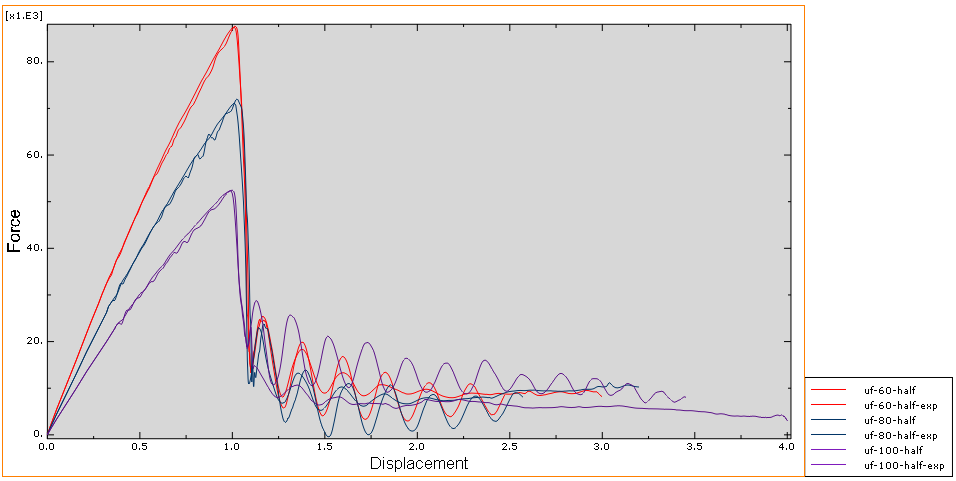 [x1.E3]
80.
60.
40.
20.
0.
Force
0.0 0.5 1.0 1.5 2.0 2.5 3.0 3.5 4.0
Displacement
uf-60-half
uf-60-half-exp
uf-80-half
uf-80-half-exp
uf-100-half
uf-100-half-exp